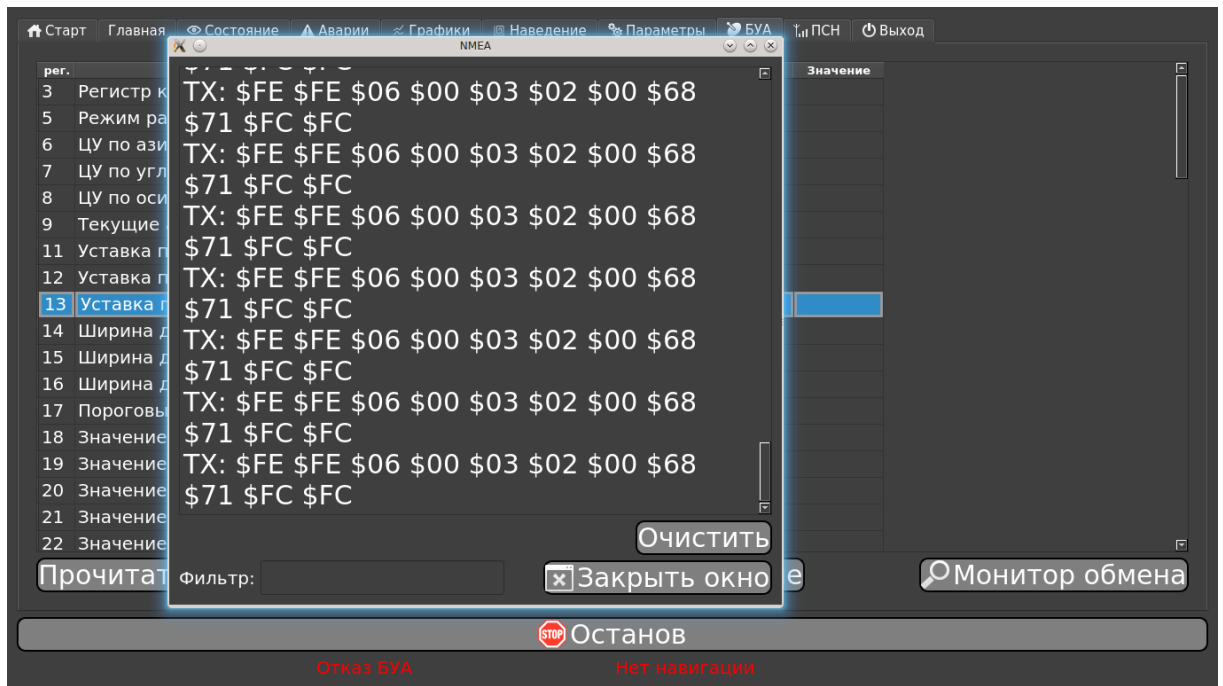 Старт Главная Состояние Аварии Графики Наведение Параметры БУА ПСН Выход
NMEA
рег. Значение
3 Регистр
5 Режим
6 ЦУ по
7 ЦУ по
8 ЦУ по
9 Текущие
11 Уставка
12 Уставка
13 Уставка
14 Ширина
15 Ширина
16 Ширина
17
18 Значение
19 Значение
20 Значение
21 Значение
22 Значение
TX: $FE $FE $06 $00 $03 $02 $00 $68
$71 $FC $FC
TX: $FE $FE $06 $00 $03 $02 $00 $68
$71 $FC $FC
TX: $FE $FE $06 $00 $03 $02 $00 $68
$71 $FC $FC
TX: $FE $FE $06 $00 $03 $02 $00 $68
$71 $FC $FC
TX: $FE $FE $06 $00 $03 $02 $00 $68
$71 $FC $FC
TX: $FE $FE $06 $00 $03 $02 $00 $68
$71 $FC $FC
TX: $FE $FE $06 $00 $03 $02 $00 $68
$71 $FC $FC
Очистить
Фильтр:
Закрыть окно
Монитор обмена
STOP Останов
Отказ БУА Нет навигации